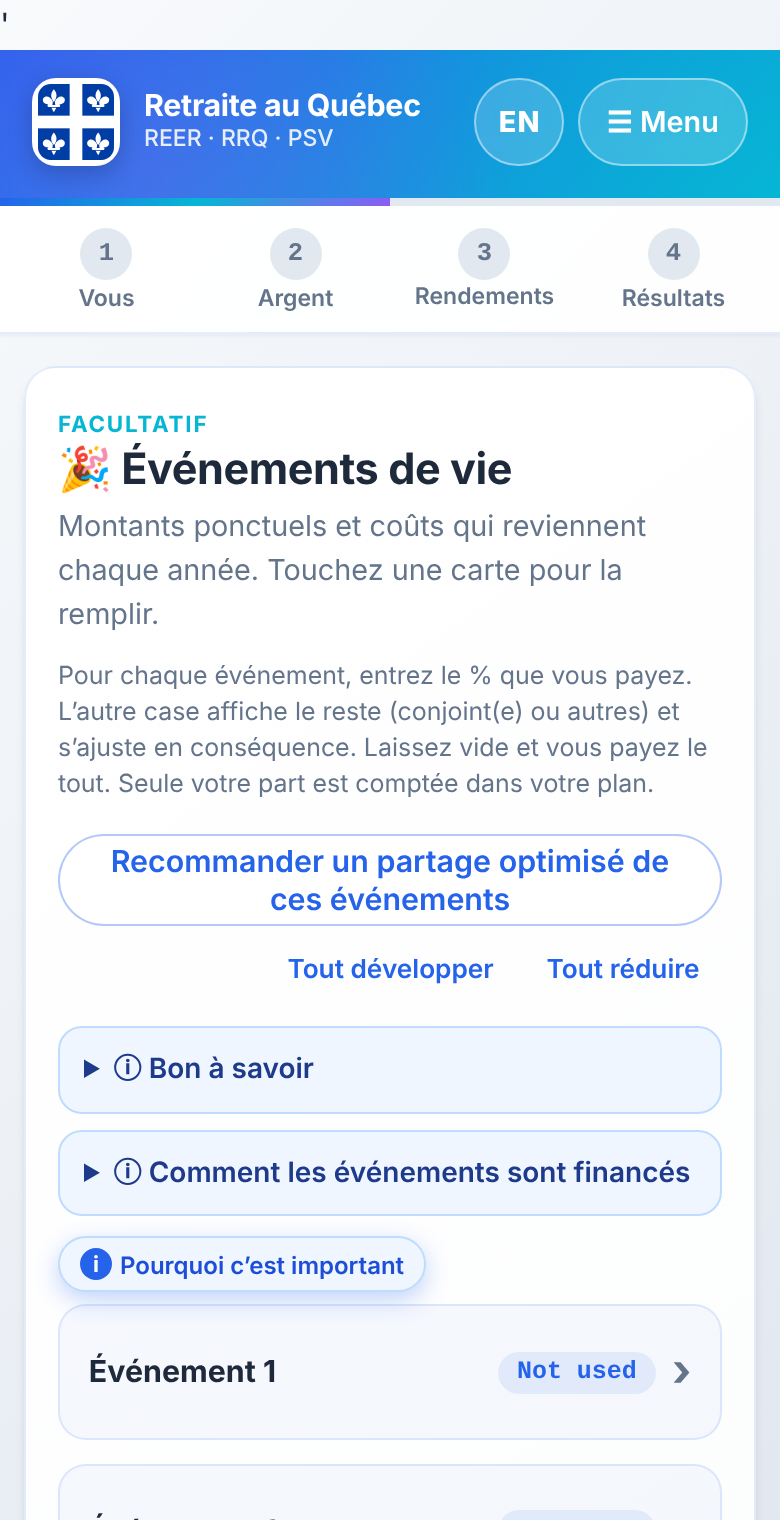 '
Retraite au Québec
REER · RRQ · PSV
EN
☰ Menu
1
2
3
4
Vous
Argent
Rendements
Résultats
FACULTATIF
🎉 Événements de vie
Montants ponctuels et coûts qui reviennent
chaque année. Touchez une carte pour la
remplir.
Pour chaque événement, entrez le % que vous payez.
L’autre case affiche le reste (conjoint(e) ou autres) et
s’ajuste en conséquence. Laissez vide et vous payez le
tout. Seule votre part est comptée dans votre plan.
Recommander un partage optimisé de
ces événements
Tout développer
Tout réduire
▶ ⓘ Bon à savoir
▶ ⓘ Comment les événements sont financés
i Pourquoi c’est important
Événement 1
Not used ›